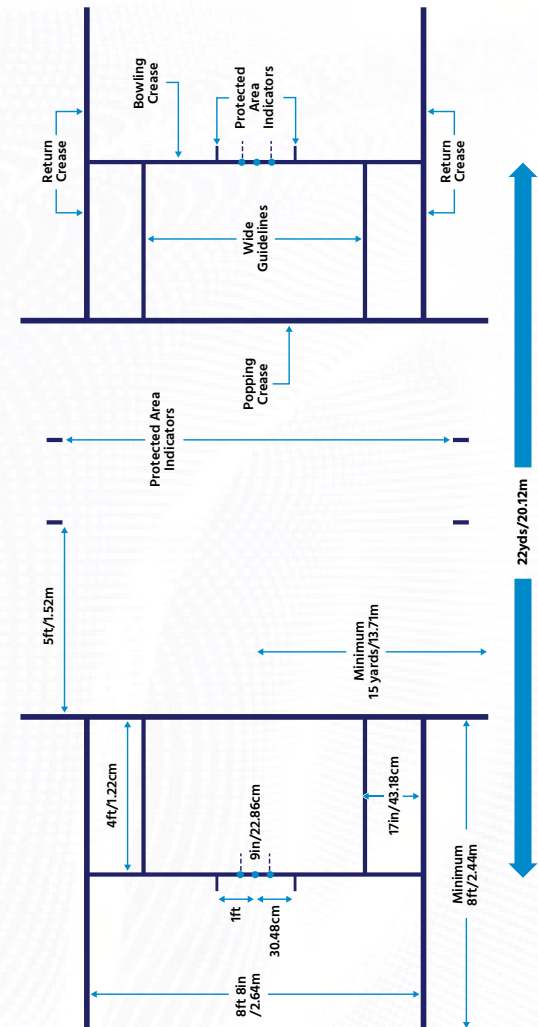 Return
Crease
Bowling
Crease
Protected
Area
Indicators
Return
Crease
Wide
Guidelines
Popping
Crease
Protected Area
Indicators
22yds/20.12m
5ft/1.52m
Minimum
15 yards/13.71m
4ft/1.22cm
9in/22.86cm
17in/43.18cm
1ft
30.48cm
Minimum
8ft/2.44m
8ft 8in
/2.64m